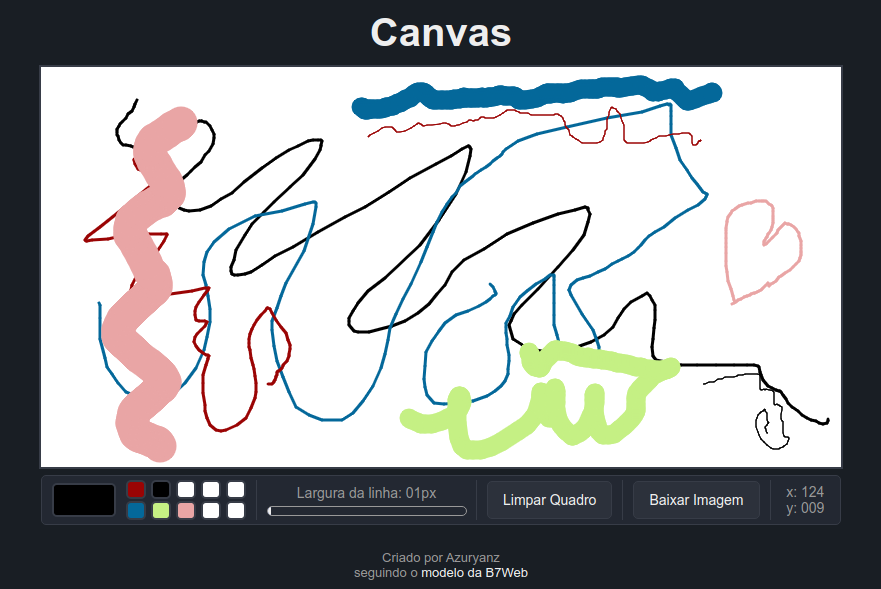 Canvas
Largura da linha: 01px
Limpar Quadro
Baixar Imagem
x: 124
y: 009
Criado por Azuryanz
seguindo o modelo da B7Web